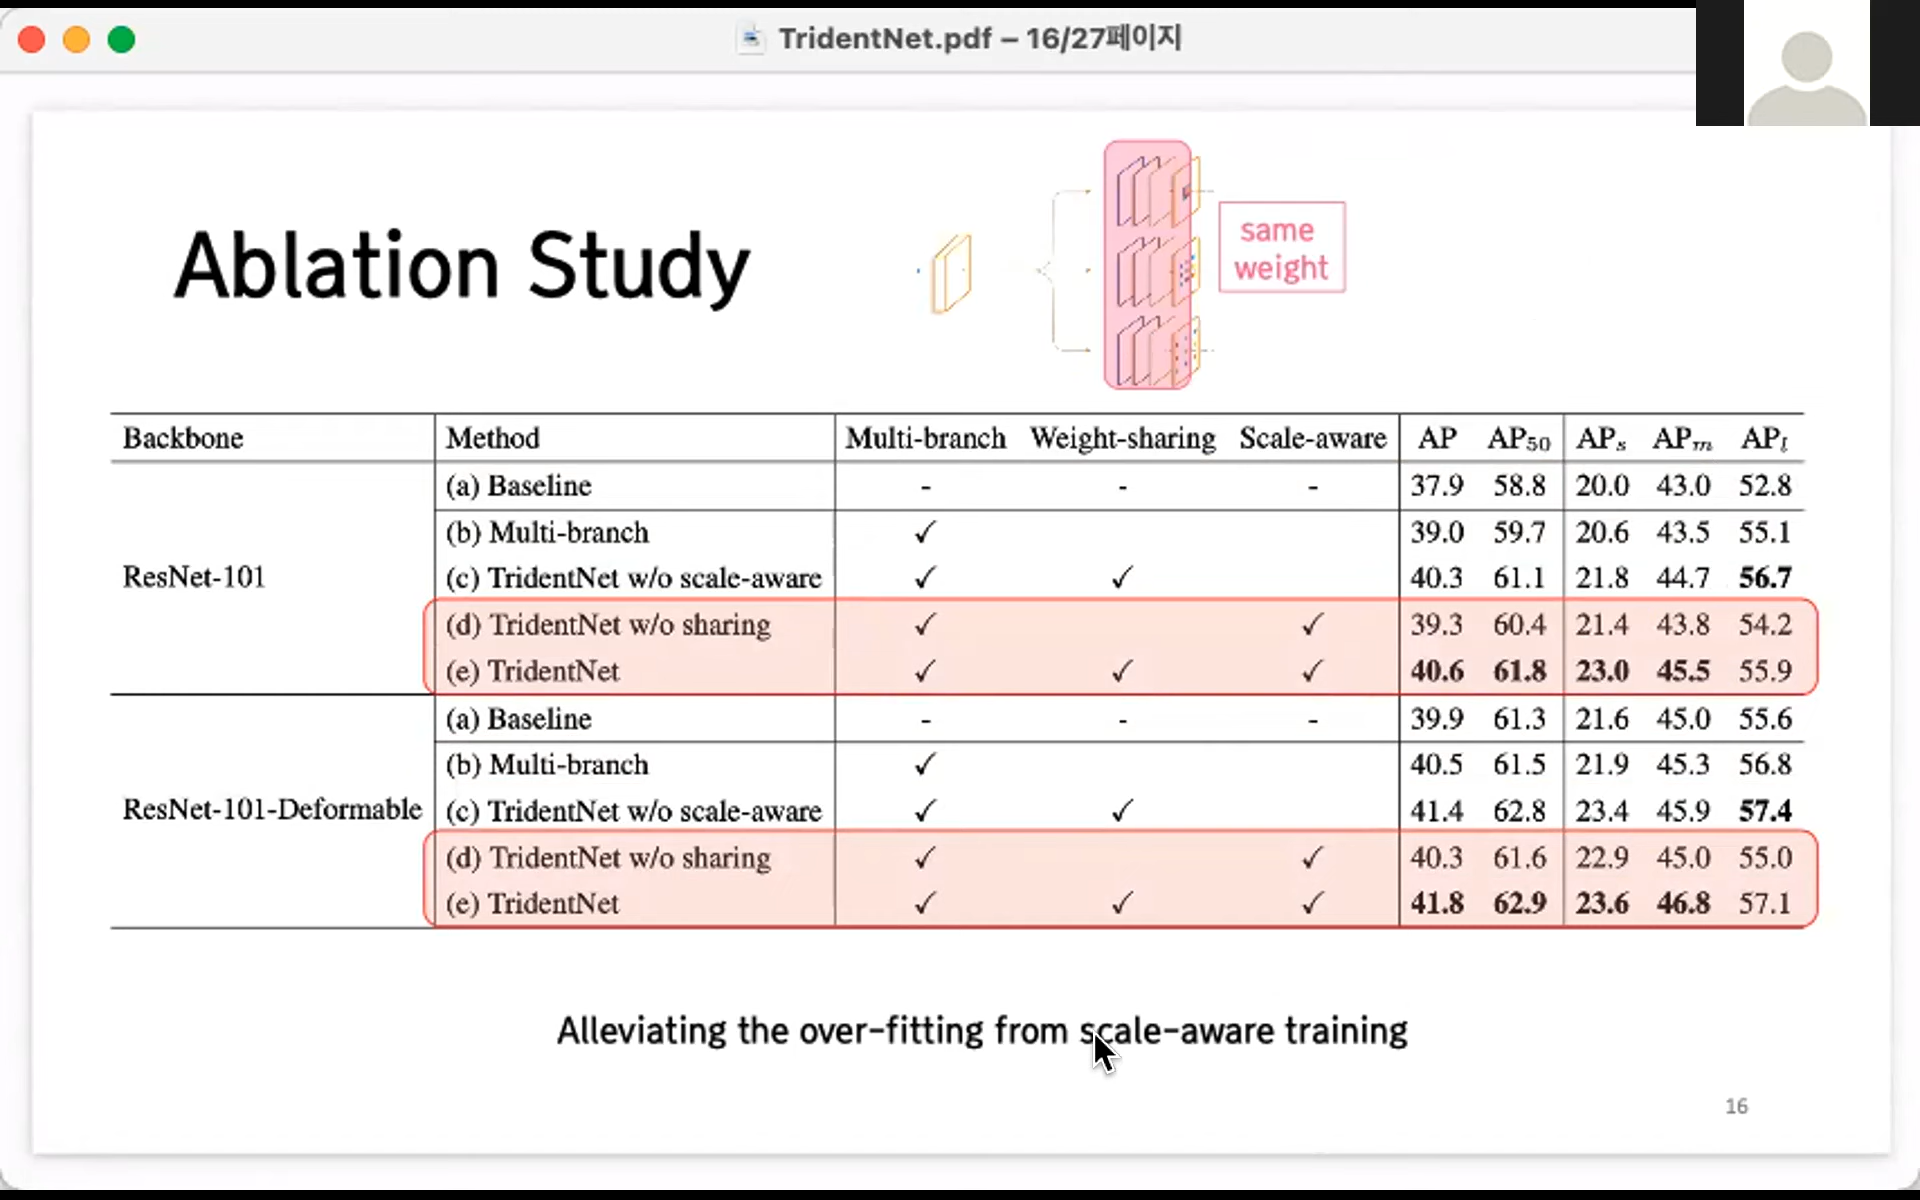 TridentNet.pdf – 16/27페이지
Ablation Study
same
weight
Backbone Method Multi-branch Weight-sharing Scale-aware AP AP50 APs APm APl
(a) Baseline - - - 37.9 58.8 20.0 43.0 52.8
(b) Multi-branch ✓ 39.0 59.7 20.6 43.5 55.1
ResNet-101 (c) TridentNet w/o scale-aware ✓ ✓ 40.3 61.1 21.8 44.7 56.7
(d) TridentNet w/o sharing ✓ ✓ 39.3 60.4 21.4 43.8 54.2
(e) TridentNet ✓ ✓ ✓ 40.6 61.8 23.0 45.5 55.9
(a) Baseline - - - 39.9 61.3 21.6 45.0 55.6
(b) Multi-branch ✓ 40.5 61.5 21.9 45.3 56.8
ResNet-101-Deformable (c) TridentNet w/o scale-aware ✓ ✓ 41.4 62.8 23.4 45.9 57.4
(d) TridentNet w/o sharing ✓ ✓ 40.3 61.6 22.9 45.0 55.0
(e) TridentNet ✓ ✓ ✓ 41.8 62.9 23.6 46.8 57.1
Alleviating the over-fitting from scale-aware training
16